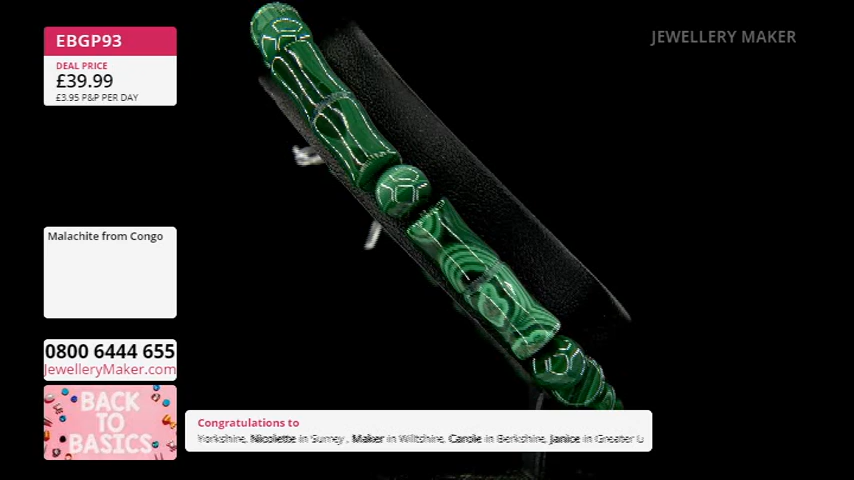 EBGP93
DEAL PRICE
£39.99
£3.95 P&P PER DAY
JEWELLERY MAKER
Malachite from Congo
0800 6444 655
JewelleryMaker.com
BACK
TO
BASICS
Congratulations to
Yorkshire, Nicolette in Surrey, Maker in Wiltshire, Carole in Berkshire, Janice in Greater